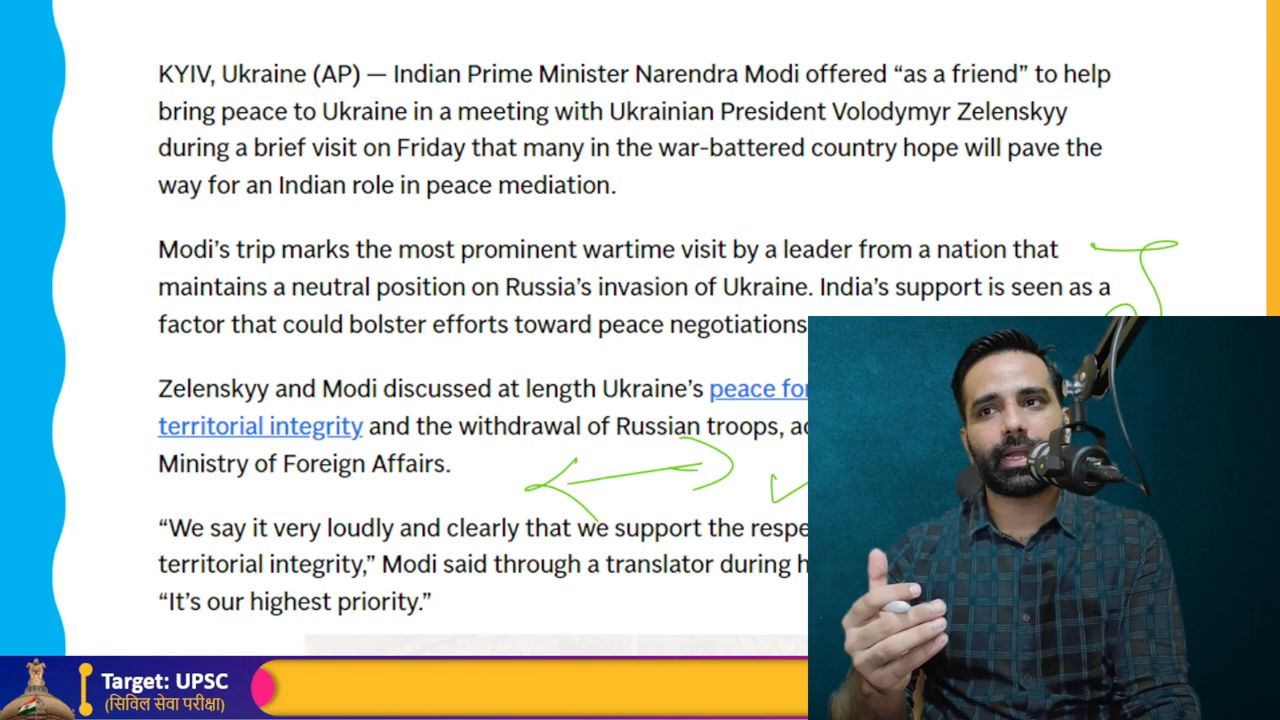 KYIV, Ukraine (AP) — Indian Prime Minister Narendra Modi offered “as a friend” to help
bring peace to Ukraine in a meeting with Ukrainian President Volodymyr Zelenskyy
during a brief visit on Friday that many in the war-battered country hope will pave the
way for an Indian role in peace mediation.
Modi’s trip marks the most prominent wartime visit by a leader from a nation that
maintains a neutral position on Russia’s invasion of Ukraine. India’s support is seen as a
factor that could bolster efforts toward peace negotiations
Zelenskyy and Modi discussed at length Ukraine’s peace
territorial integrity and the withdrawal of Russian troops,
Ministry of Foreign Affairs.
“We say it very loudly and clearly that we support the
territorial integrity,” Modi said through a translator during
“It’s our highest priority.”
Target: UPSC
(सिविल सेवा परीक्षा)